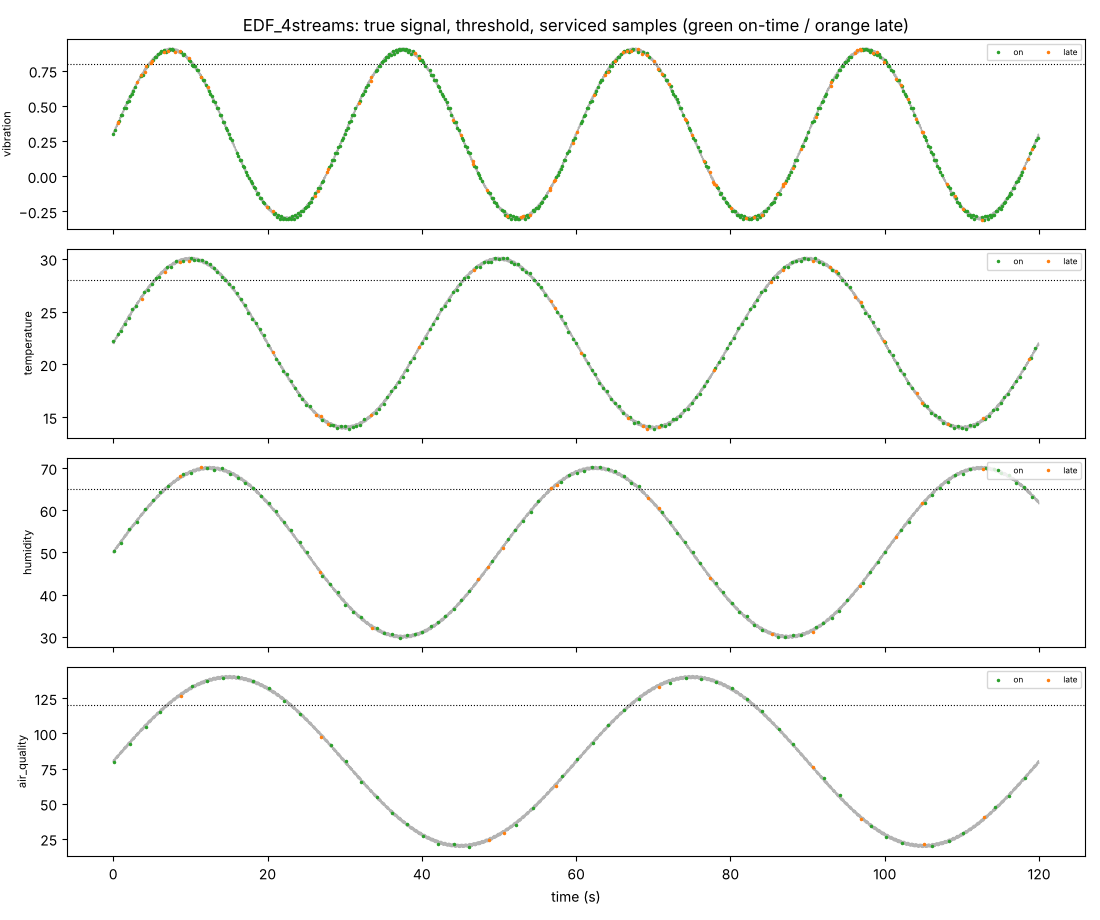 EDF_4streams: true signal, threshold, serviced samples (green on-time / orange late)
on late
0.75
0.50
0.25
0.00
−0.25
vibration
on late
30
25
20
15
temperature
on late
70
60
50
40
30
humidity
on late
125
100
75
50
25
air_quality
0 20 40 60 80 100 120
time (s)